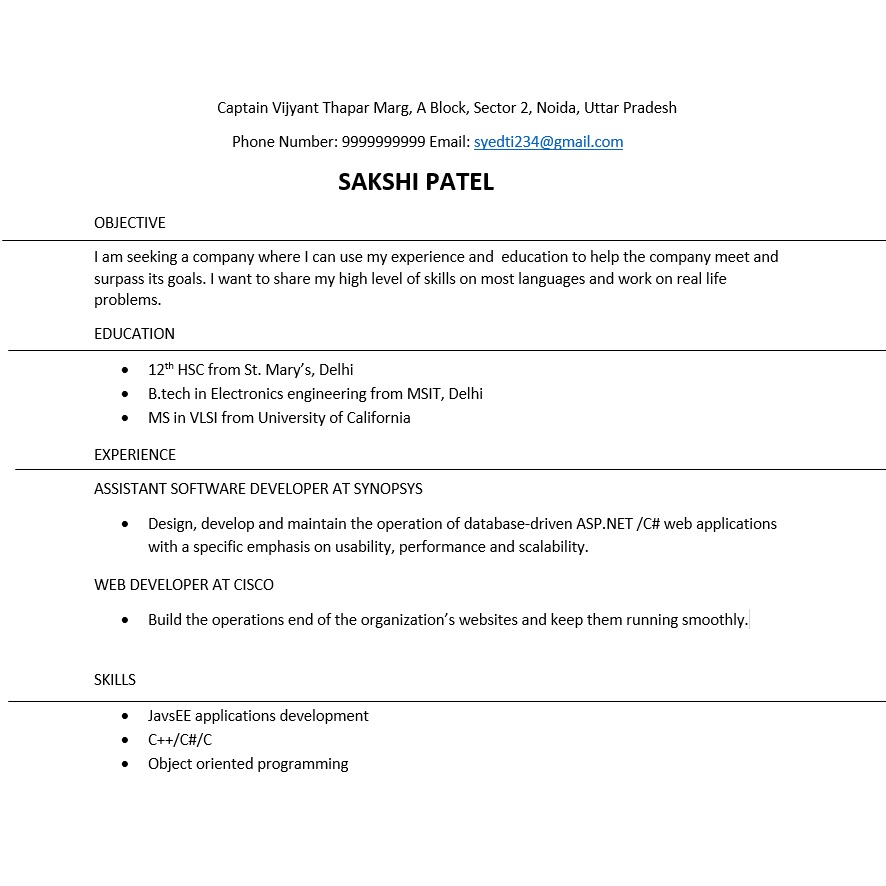 Captain Vijyant Thapar Marg, A Block, Sector 2, Noida, Uttar Pradesh
Phone Number: 9999999999 Email: syedti234@gmail.com
SAKSHI PATEL
OBJECTIVE
I am seeking a company where I can use my experience and  education to help the company meet and
surpass its goals. I want to share my high level of skills on most languages and work on real life
problems.
EDUCATION
• 12th HSC from St. Mary’s, Delhi
• B.tech in Electronics engineering from MSIT, Delhi
• MS in VLSI from University of California
EXPERIENCE
ASSISTANT SOFTWARE DEVELOPER AT SYNOPSYS
• Design, develop and maintain the operation of database-driven ASP.NET /C# web applications
with a specific emphasis on usability, performance and scalability.
WEB DEVELOPER AT CISCO
• Build the operations end of the organization’s websites and keep them running smoothly.
SKILLS
• JavsEE applications development
• C++/C#/C
• Object oriented programming